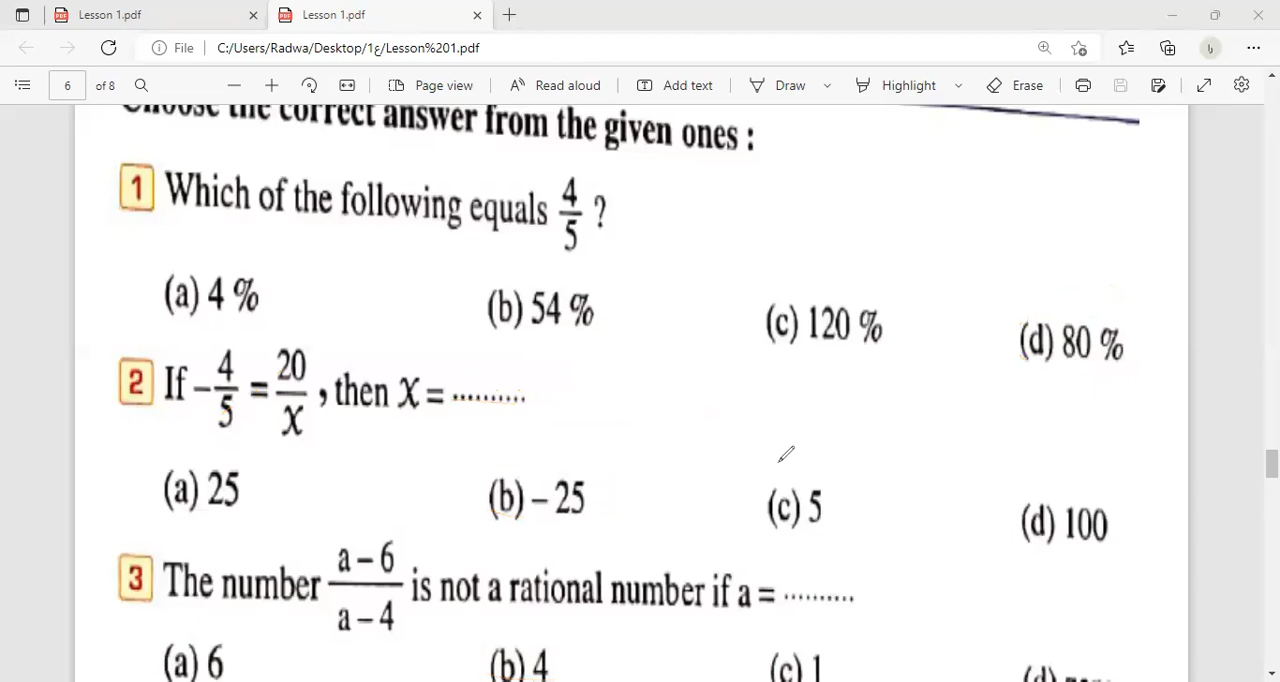 Lesson 1.pdf
Lesson 1.pdf
File
C:/Users/Radwa/Desktop/1ع/Lesson%201.pdf
6 of 8
Page view
Read aloud
Add text
Draw
Highlight
Erase
Choose the correct answer from the given ones :
1 Which of the following equals 4/5 ?
(a) 4 % (b) 54 % (c) 120 % (d) 80 %
2 If – 4/5 = 20/X , then X = ..........
(a) 25 (b) – 25 (c) 5 (d) 100
3 The number a – 6/a – 4 is not a rational number if a = ..........
(a) 6 (b) 4 (c) 1 (d)